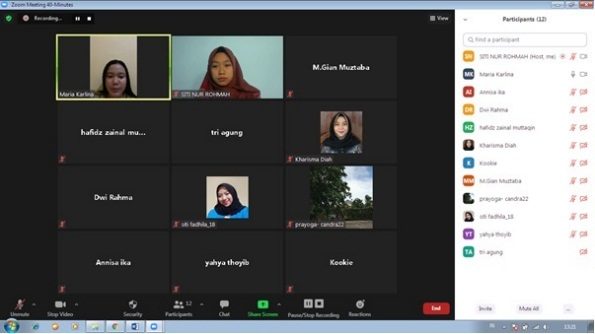 Zoom Meeting 40-Minutes
Recording...
View
Maria Karlina
SITI NUR ROHMAH
M.Gian Muztaba
hafidz zainal mu...
tri agung
Kharisma Diah
Dwi Rahma
siti fadhila_18
prayoga- candra22
Annisa ika
yahya thoyib
Kookie
Unmute
Stop Video
Security
12
Participants
Chat
Share Screen
Pause/Stop Recording
Reactions
End
Participants (12)
Find a participant
SN SITI NUR ROHMAH (Host, me)
MK Maria Karlina
AI Annisa ika
DR Dwi Rahma
HZ hafidz zainal muttaqin
Kharisma Diah
K Kookie
MM M.Gian Muztaba
prayoga- candra22
siti fadhila_18
YT yahya thoyib
TA tri agung
Invite
Mute All
...
IN
13:21